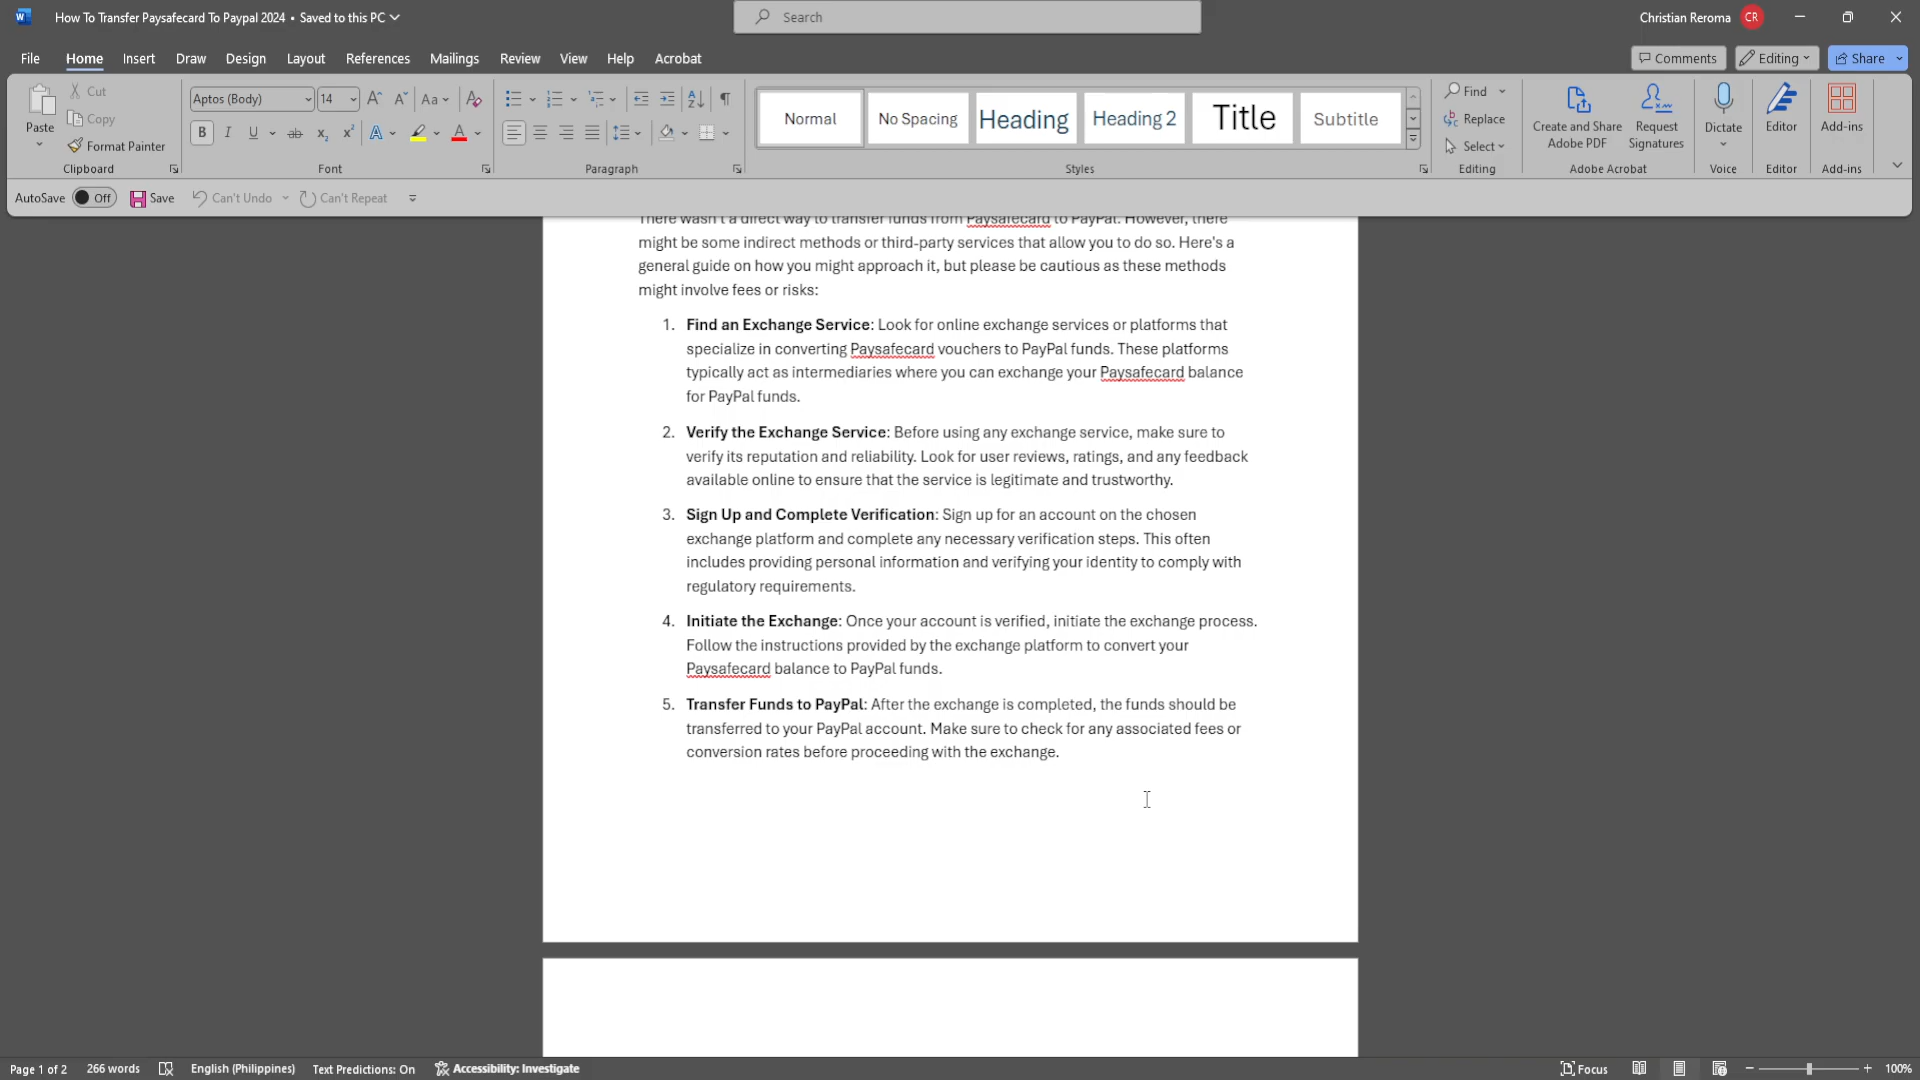 How To Transfer Paysafecard To Paypal 2024 • Saved to this PC
Search
Christian Reroma CR
File Home Insert Draw Design Layout References Mailings Review View Help Acrobat
Comments Editing Share
Paste
Cut
Copy
Format Painter
Clipboard
Aptos (Body) 14
Font
Paragraph
Normal No Spacing Heading Heading 2 Title Subtitle
Styles
Find
Replace
Select
Editing
Create and Share
Adobe PDF
Request
Signatures
Adobe Acrobat
Dictate
Voice
Editor
Editor
Add-ins
Add-ins
AutoSave Off Save Can't Undo Can't Repeat
There wasn't a direct way to transfer funds from Paysafecard to PayPal. However, there
might be some indirect methods or third-party services that allow you to do so. Here's a
general guide on how you might approach it, but please be cautious as these methods
might involve fees or risks:
1. Find an Exchange Service: Look for online exchange services or platforms that
specialize in converting Paysafecard vouchers to PayPal funds. These platforms
typically act as intermediaries where you can exchange your Paysafecard balance
for PayPal funds.
2. Verify the Exchange Service: Before using any exchange service, make sure to
verify its reputation and reliability. Look for user reviews, ratings, and any feedback
available online to ensure that the service is legitimate and trustworthy.
3. Sign Up and Complete Verification: Sign up for an account on the chosen
exchange platform and complete any necessary verification steps. This often
includes providing personal information and verifying your identity to comply with
regulatory requirements.
4. Initiate the Exchange: Once your account is verified, initiate the exchange process.
Follow the instructions provided by the exchange platform to convert your
Paysafecard balance to PayPal funds.
5. Transfer Funds to PayPal: After the exchange is completed, the funds should be
transferred to your PayPal account. Make sure to check for any associated fees or
conversion rates before proceeding with the exchange.
Page 1 of 2 266 words English (Philippines) Text Predictions: On Accessibility: Investigate
Focus 100%